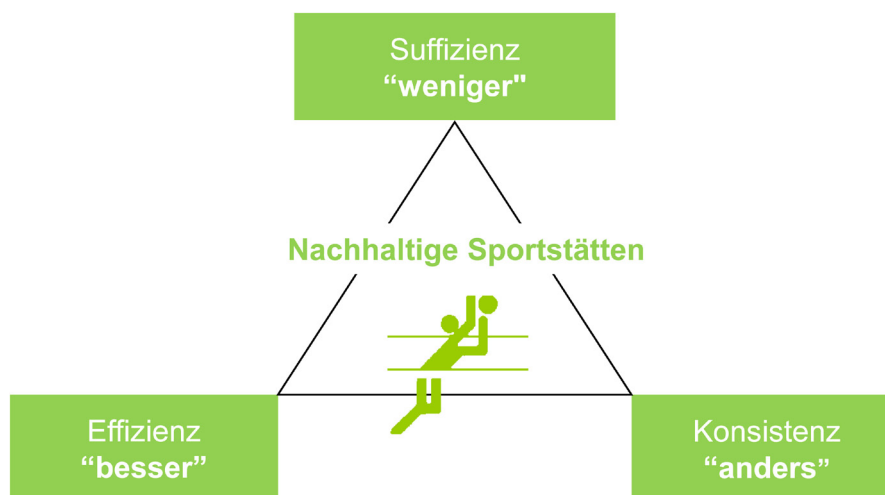 Suffizienz
“weniger"
Nachhaltige Sportstätten
Effizienz
“besser”
Konsistenz
“anders”